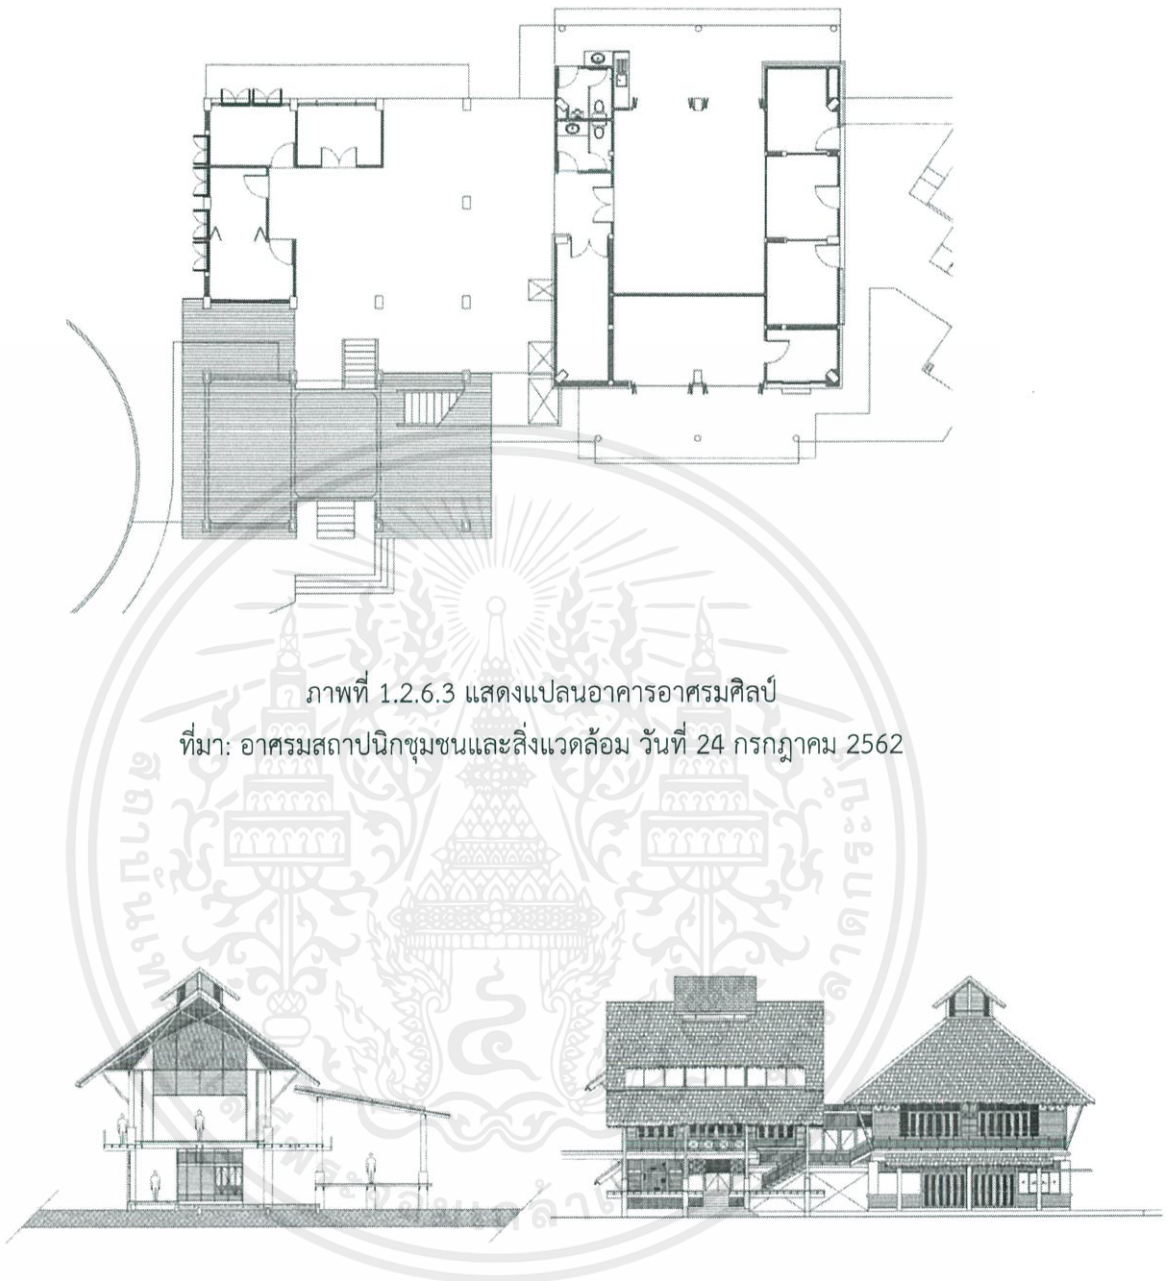 ภาพที่ 1.2.6.3 แสดงแปลนอาคารอาศรมศิลป์
ที่มา: อาศรมสถาปนิกชุมชนและสิ่งแวดล้อม วันที่ 24 กรกฎาคม 2562